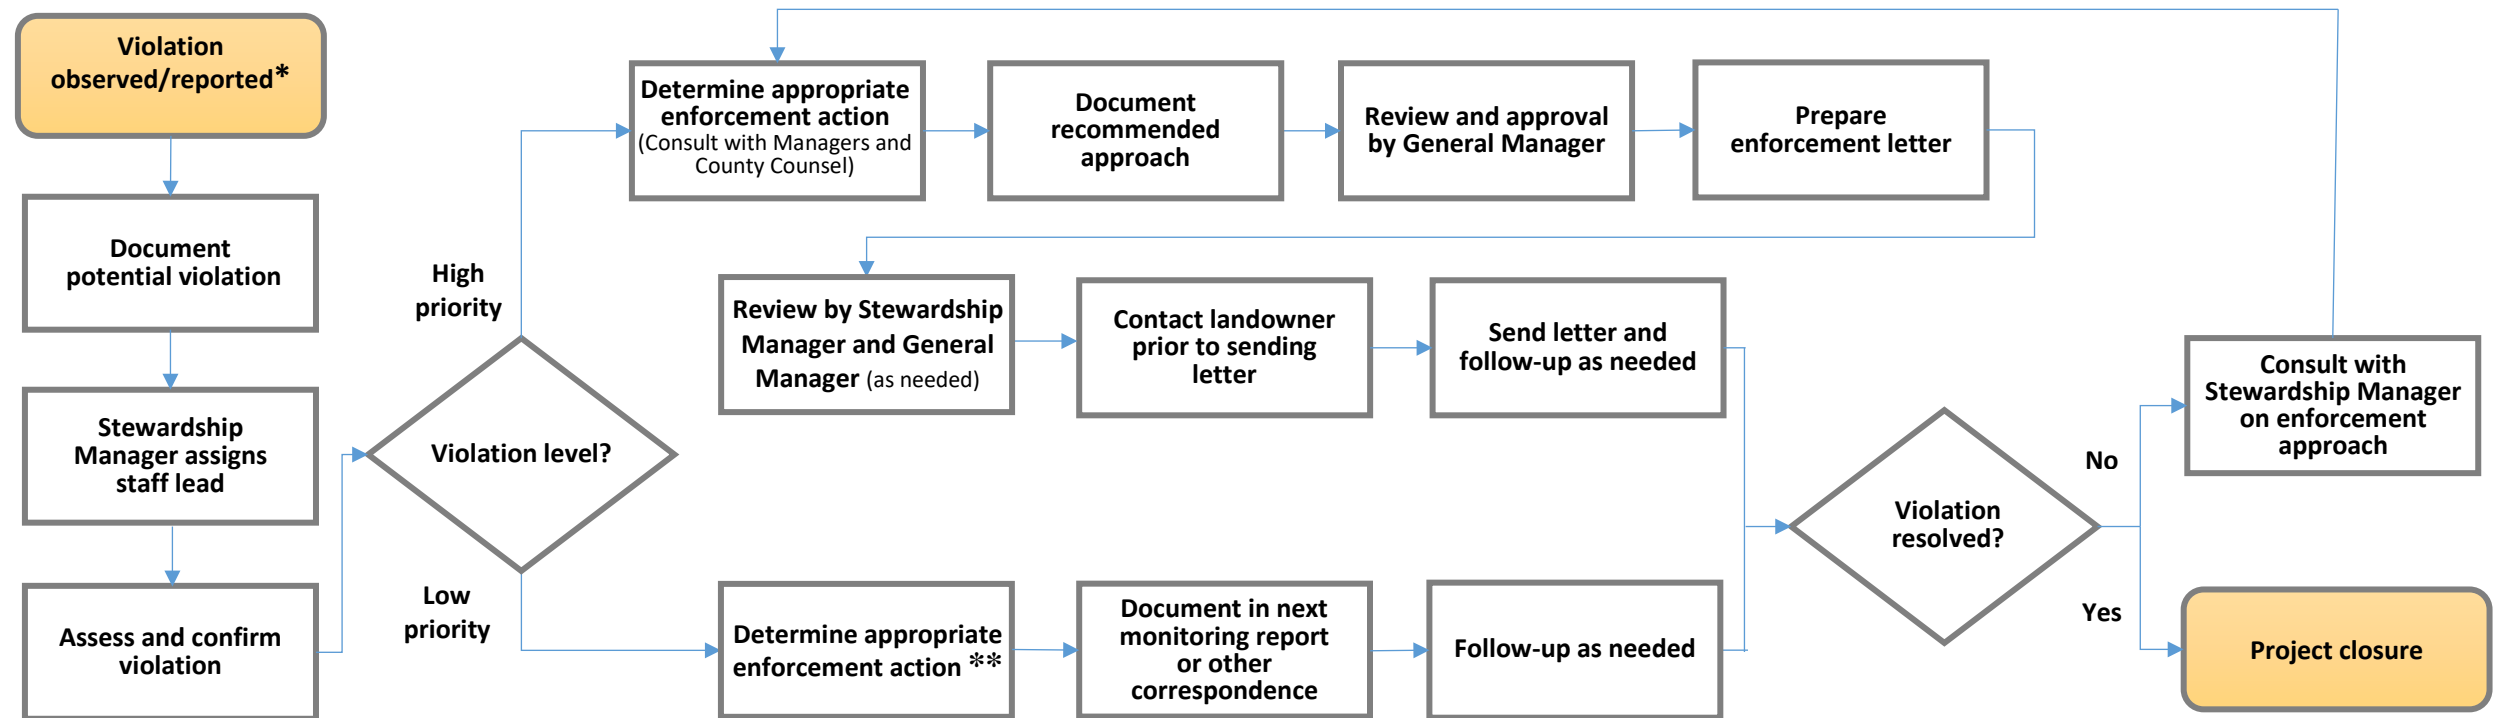 Violation
observed/reported*
Document
potential violation
Stewardship
Manager assigns
staff lead
Assess and confirm
violation
Violation level?
High
priority
Low
priority
Determine appropriate
enforcement action
(Consult with Managers and
County Counsel)
Document
recommended
approach
Review and approval
by General Manager
Prepare
enforcement letter
Review by Stewardship
Manager and General
Manager (as needed)
Contact landowner
prior to sending
letter
Send letter and
follow-up as needed
Determine appropriate
enforcement action **
Document in next
monitoring report
or other
correspondence
Follow-up as needed
Violation
resolved?
No
Yes
Consult with
Stewardship Manager
on enforcement
approach
Project closure